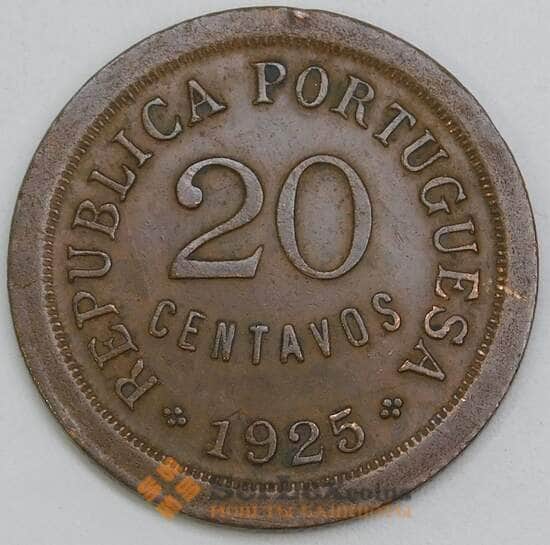 REPUBLICA PORTUGUESA
20
CENTAVOS
1925